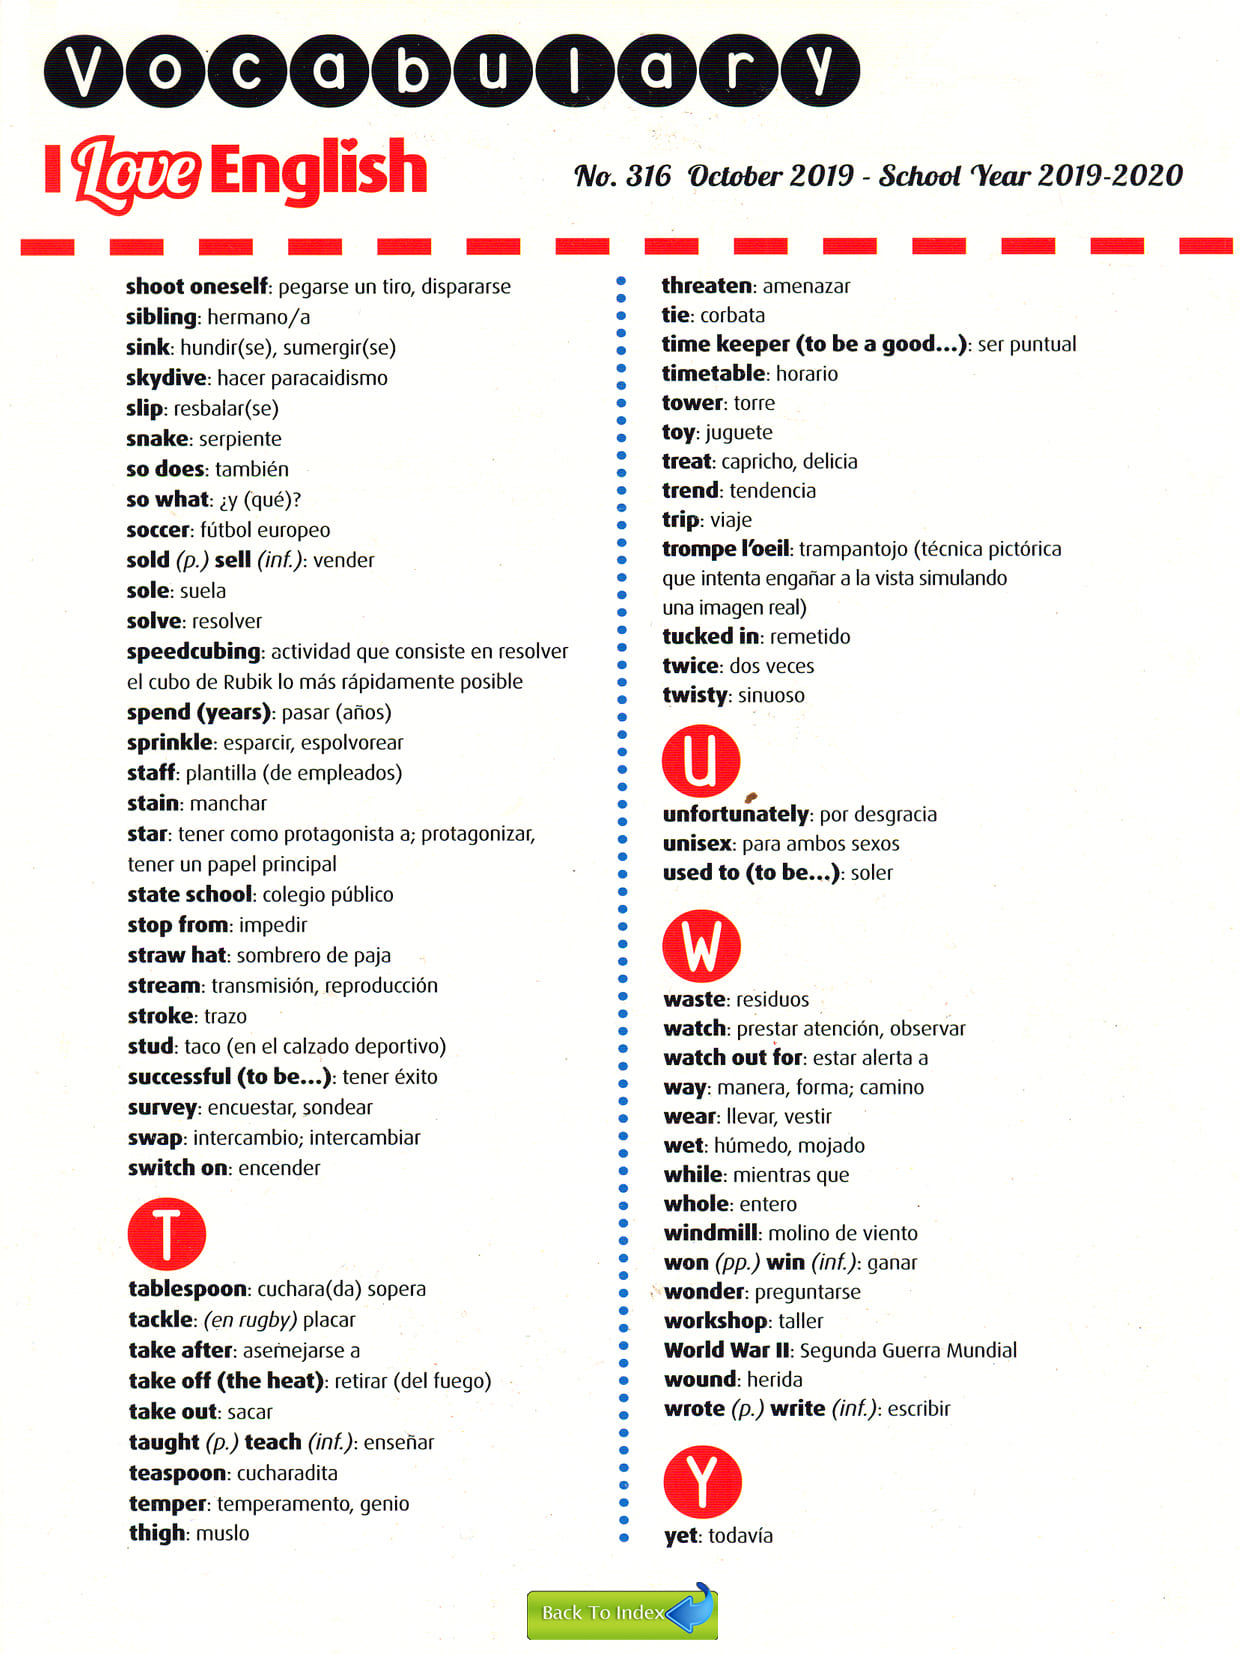 Vocabulary
I Love English
No. 316 October 2019 - School Year 2019-2020
shoot oneself: pegarse un tiro, dispararse
sibling: hermano/a
sink: hundir(se), sumergir(se)
skydive: hacer paracaidismo
slip: resbalar(se)
snake: serpiente
so does: también
so what: ¿y (qué)?
soccer: fútbol europeo
sold (p.) sell (inf.): vender
sole: suela
solve: resolver
speedcubing: actividad que consiste en resolver
el cubo de Rubik lo más rápidamente posible
spend (years): pasar (años)
sprinkle: esparcir, espolvorear
staff: plantilla (de empleados)
stain: manchar
star: tener como protagonista a; protagonizar,
tener un papel principal
state school: colegio público
stop from: impedir
straw hat: sombrero de paja
stream: transmisión, reproducción
stroke: trazo
stud: taco (en el calzado deportivo)
successful (to be...): tener éxito
survey: encuestar, sondear
swap: intercambio; intercambiar
switch on: encender
T
tablespoon: cuchara(da) sopera
tackle: (en rugby) placar
take after: asemejarse a
take off (the heat): retirar (del fuego)
take out: sacar
taught (p.) teach (inf.): enseñar
teaspoon: cucharadita
temper: temperamento, genio
thigh: muslo
threaten: amenazar
tie: corbata
time keeper (to be a good...): ser puntual
timetable: horario
tower: torre
toy: juguete
treat: capricho, delicia
trend: tendencia
trip: viaje
trompe l'oeil: trampantojo (técnica pictórica
que intenta engañar a la vista simulando
una imagen real)
tucked in: remetido
twice: dos veces
twisty: sinuoso
U
unfortunately: por desgracia
unisex: para ambos sexos
used to (to be...): soler
W
waste: residuos
watch: prestar atención, observar
watch out for: estar alerta a
way: manera, forma; camino
wear: llevar, vestir
wet: húmedo, mojado
while: mientras que
whole: entero
windmill: molino de viento
won (pp.) win (inf.): ganar
wonder: preguntarse
workshop: taller
World War II: Segunda Guerra Mundial
wound: herida
wrote (p.) write (inf.): escribir
Y
yet: todavía
Back To Index